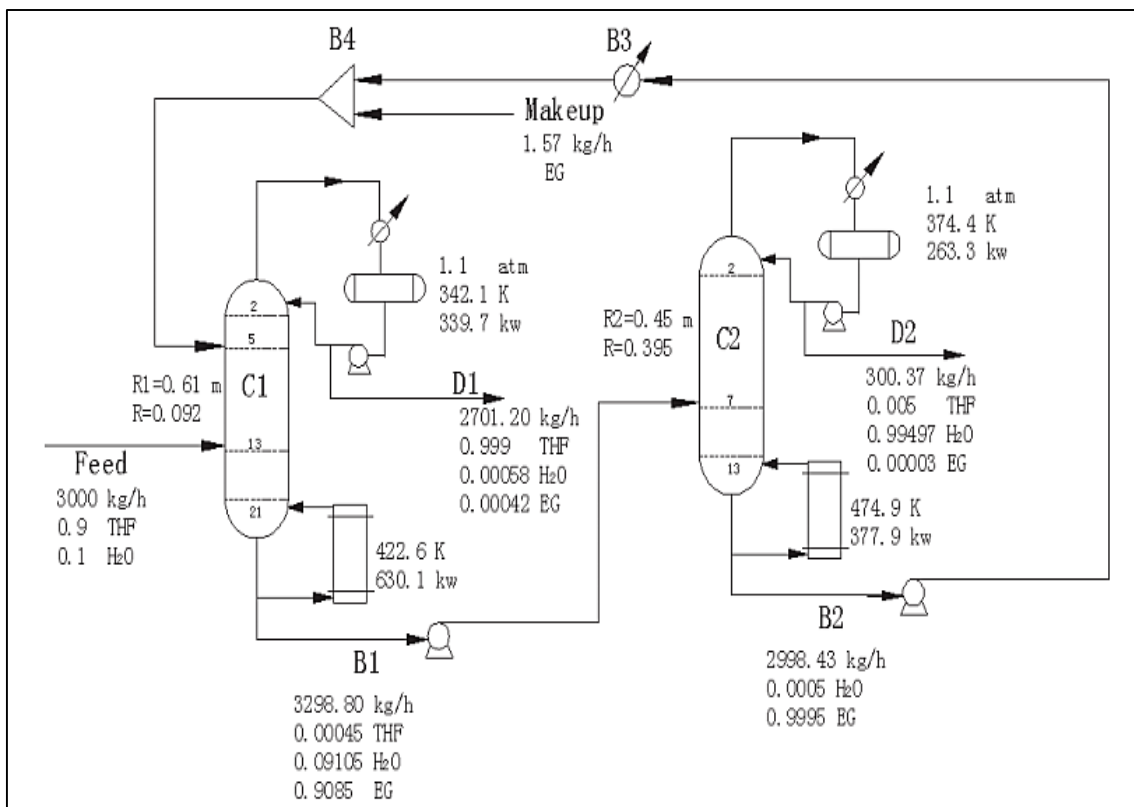 B4
B3
Makeup
1.57 kg/h
EG
1.1 atm
342.1 K
339.7 kw
1.1 atm
374.4 K
263.3 kw
2
5
C1
13
21
R1=0.61 m
R=0.092
D1
2701.20 kg/h
0.999 THF
0.00058 H₂O
0.00042 EG
Feed
3000 kg/h
0.9 THF
0.1 H₂O
422.6 K
630.1 kw
B1
3298.80 kg/h
0.00045 THF
0.09105 H₂O
0.9085 EG
R2=0.45 m
R=0.395
2
C2
7
13
D2
300.37 kg/h
0.005 THF
0.99497 H₂O
0.00003 EG
474.9 K
377.9 kw
B2
2998.43 kg/h
0.0005 H₂O
0.9995 EG